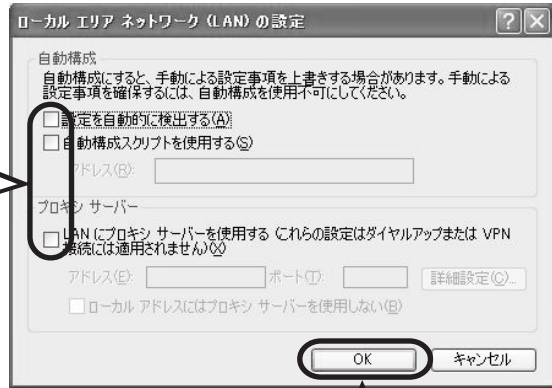 ローカル エリア ネットワーク (LAN) の設定
自動構成
自動構成にすると、手動による設定事項を上書きする場合があります。手動による
設定事項を確保するには、自動構成を使用不可にしてください。
設定を自動的に検出する(A)
自動構成スクリプトを使用する(S)
アドレス(R):
プロキシ サーバー
LAN にプロキシ サーバーを使用する (これらの設定はダイヤルアップまたは VPN
接続には適用されません)(X)
アドレス(E): ポート(T): 詳細設定(C)...
ローカル アドレスにはプロキシ サーバーを使用しない(B)
OK キャンセル